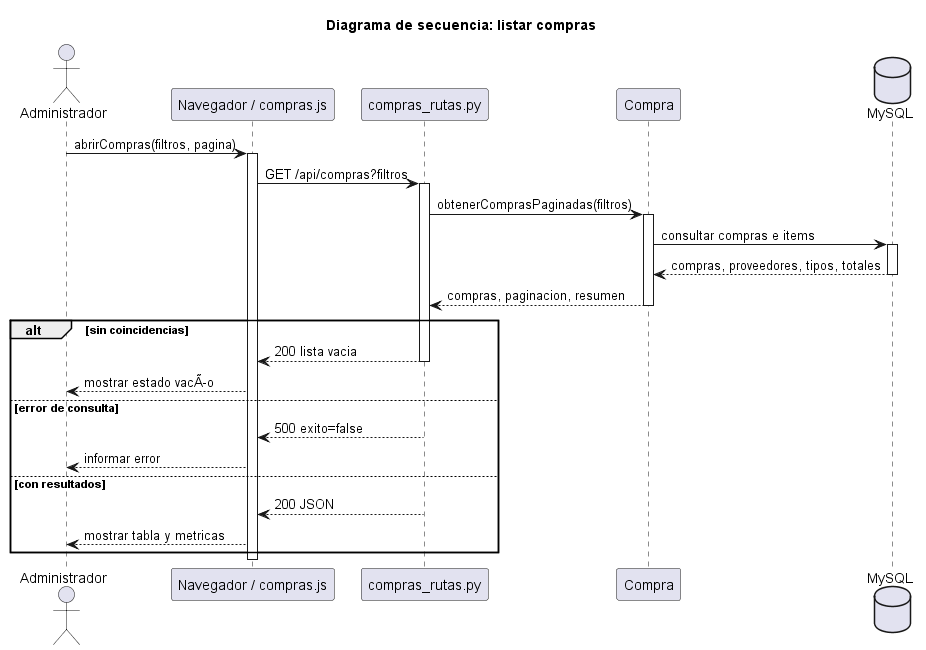 Diagrama de secuencia: listar compras
Administrador
Navegador / compras.js
compras_rutas.py
Compra
MySQL
abrirCompras(filtros, pagina)
GET /api/compras?filtros
obtenerComprasPaginadas(filtros)
consultar compras e items
compras, proveedores, tipos, totales
compras, paginacion, resumen
alt [sin coincidencias]
200 lista vacia
mostrar estado vacÃ-o
[error de consulta]
500 exito=false
informar error
[con resultados]
200 JSON
mostrar tabla y metricas
Administrador
Navegador / compras.js
compras_rutas.py
Compra
MySQL